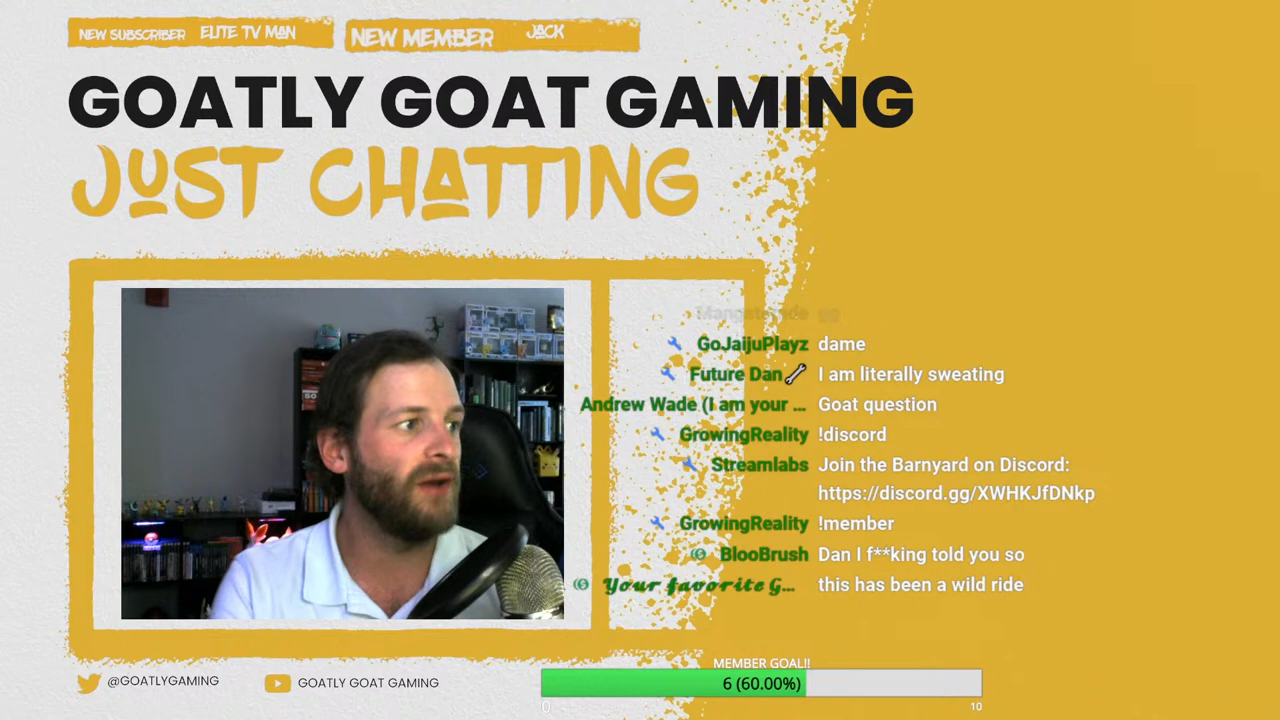 NEW SUBSCRIBER ELITE TV MAN NEW MEMBER JACK
GOATLY GOAT GAMING
JUST CHATTING
gg
GoJaijuPlayz dame
Future Dan I am literally sweating
Andrew Wade (I am your ... Goat question
GrowingReality !discord
Streamlabs Join the Barnyard on Discord:
https://discord.gg/XWHKJfDNkp
GrowingReality !member
BlooBrush Dan I f**king told you so
Your favorite G... this has been a wild ride
MEMBER GOAL!!
@GOATLYGAMING GOATLY GOAT GAMING 6 (60.00%)
0 10